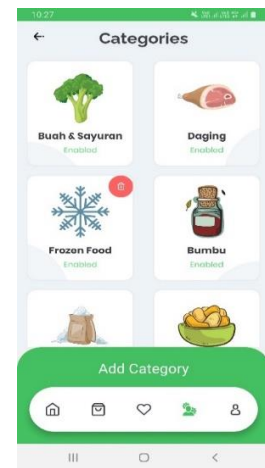 10:27
Categories
Buah & Sayuran
Daging
Enabled
Enabled
Frozen Food
Bumbu
Enabled
Enabled
Add Category